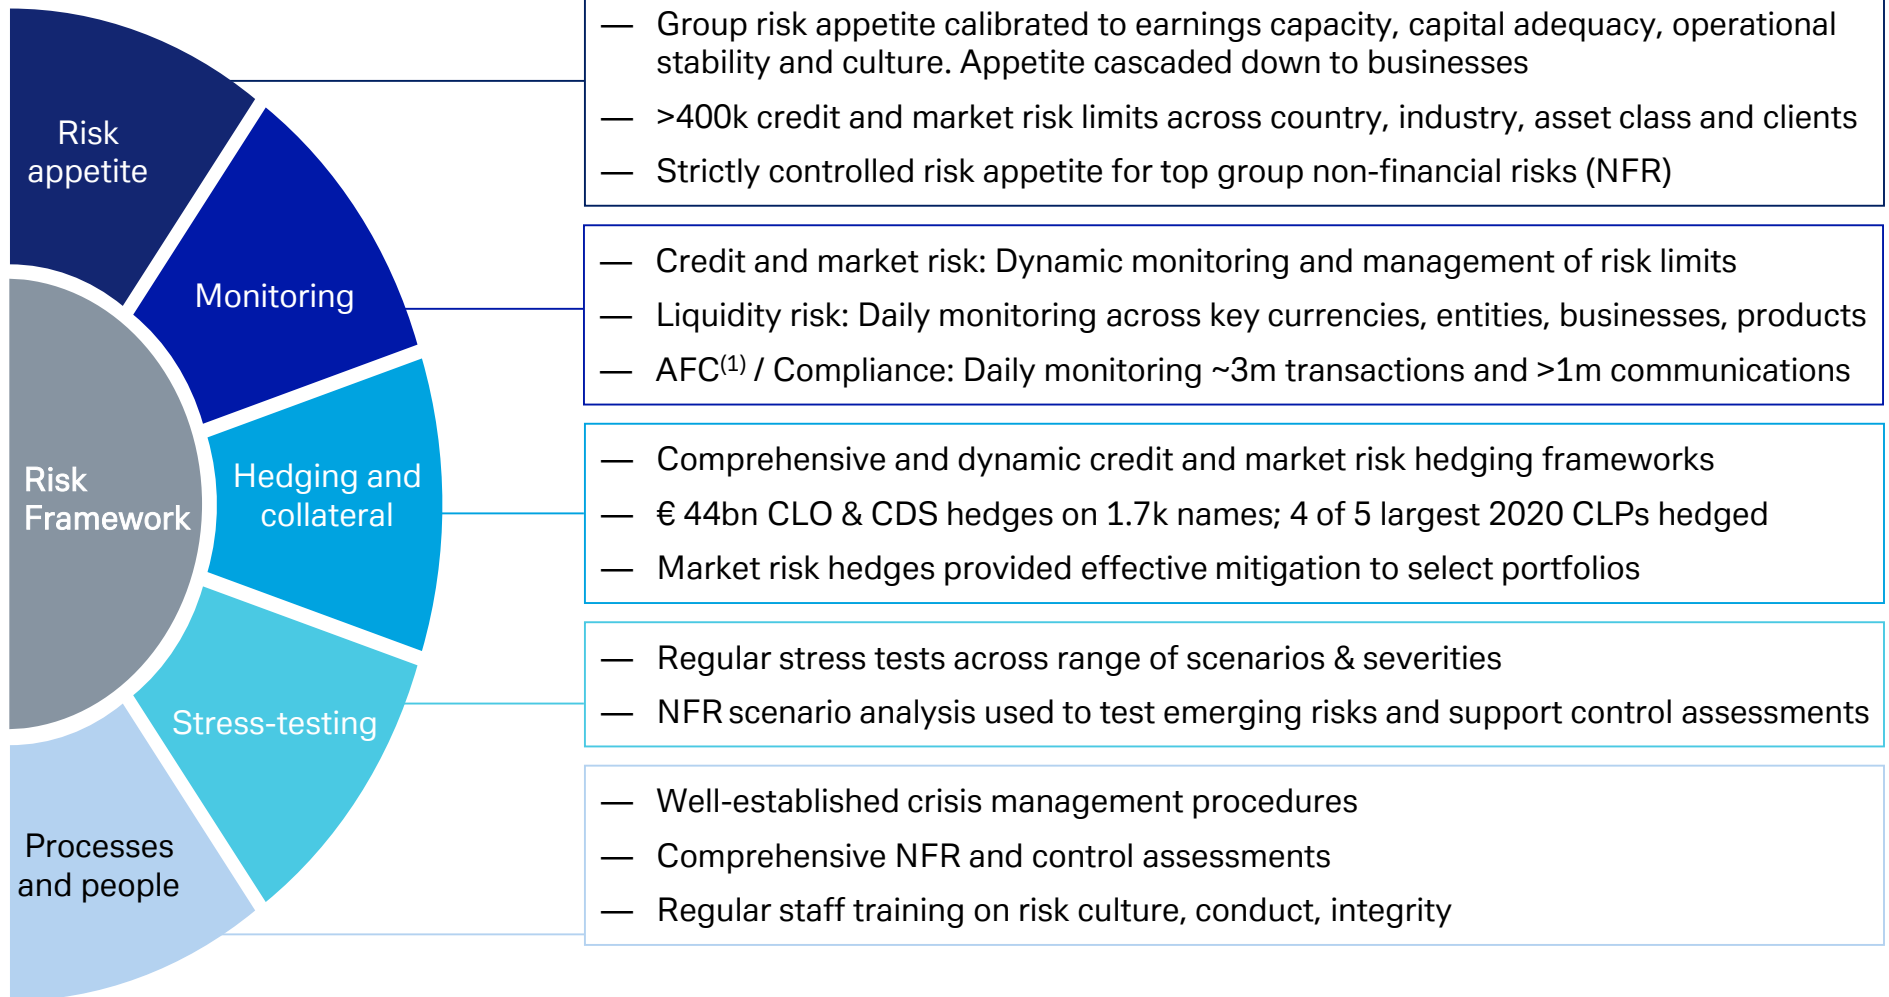 Risk
appetite
— Group risk appetite calibrated to earnings capacity, capital adequacy, operational
stability and culture. Appetite cascaded down to businesses
— >400k credit and market risk limits across country, industry, asset class and clients
— Strictly controlled risk appetite for top group non-financial risks (NFR)
Monitoring
— Credit and market risk: Dynamic monitoring and management of risk limits
— Liquidity risk: Daily monitoring across key currencies, entities, businesses, products
— AFC(1) / Compliance: Daily monitoring ~3m transactions and >1m communications
Risk
Framework
Hedging and
collateral
— Comprehensive and dynamic credit and market risk hedging frameworks
— € 44bn CLO & CDS hedges on 1.7k names; 4 of 5 largest 2020 CLPs hedged
— Market risk hedges provided effective mitigation to select portfolios
Stress-testing
— Regular stress tests across range of scenarios & severities
— NFR scenario analysis used to test emerging risks and support control assessments
Processes
and people
— Well-established crisis management procedures
— Comprehensive NFR and control assessments
— Regular staff training on risk culture, conduct, integrity